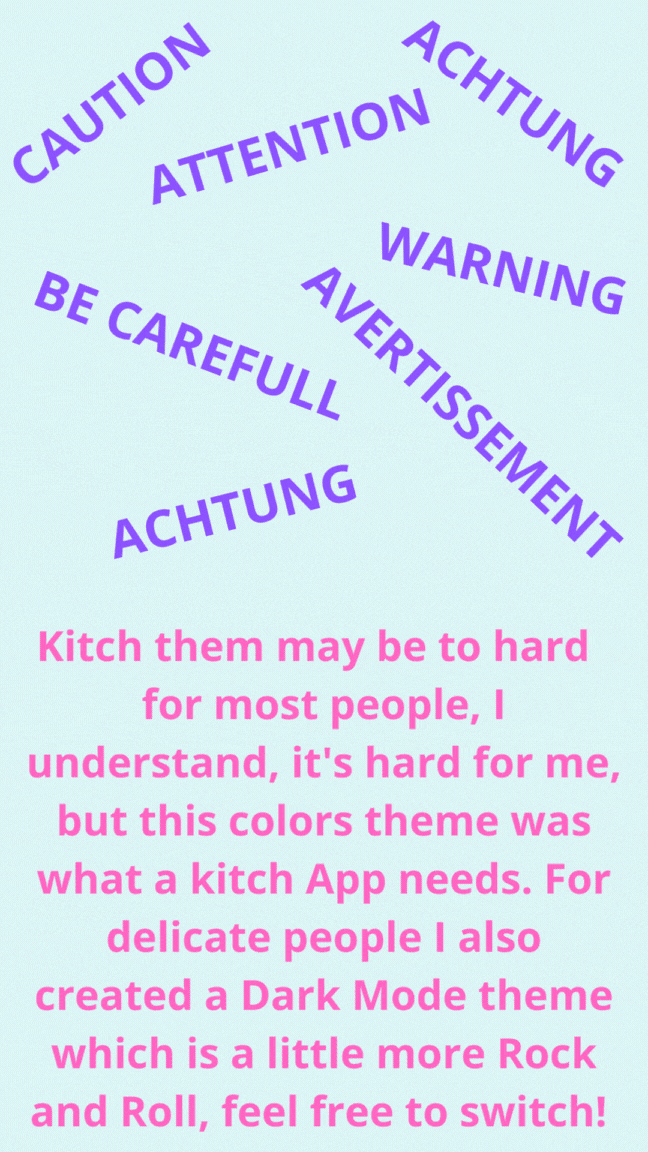 CAUTION
ACHTUNG
ATTENTION
WARNING
BE CAREFULL
AVERTISSEMENT
ACHTUNG
Kitch them may be to hard
for most people, I
understand, it's hard for me,
but this colors theme was
what a kitch App needs. For
delicate people I also
created a Dark Mode theme
which is a little more Rock
and Roll, feel free to switch!